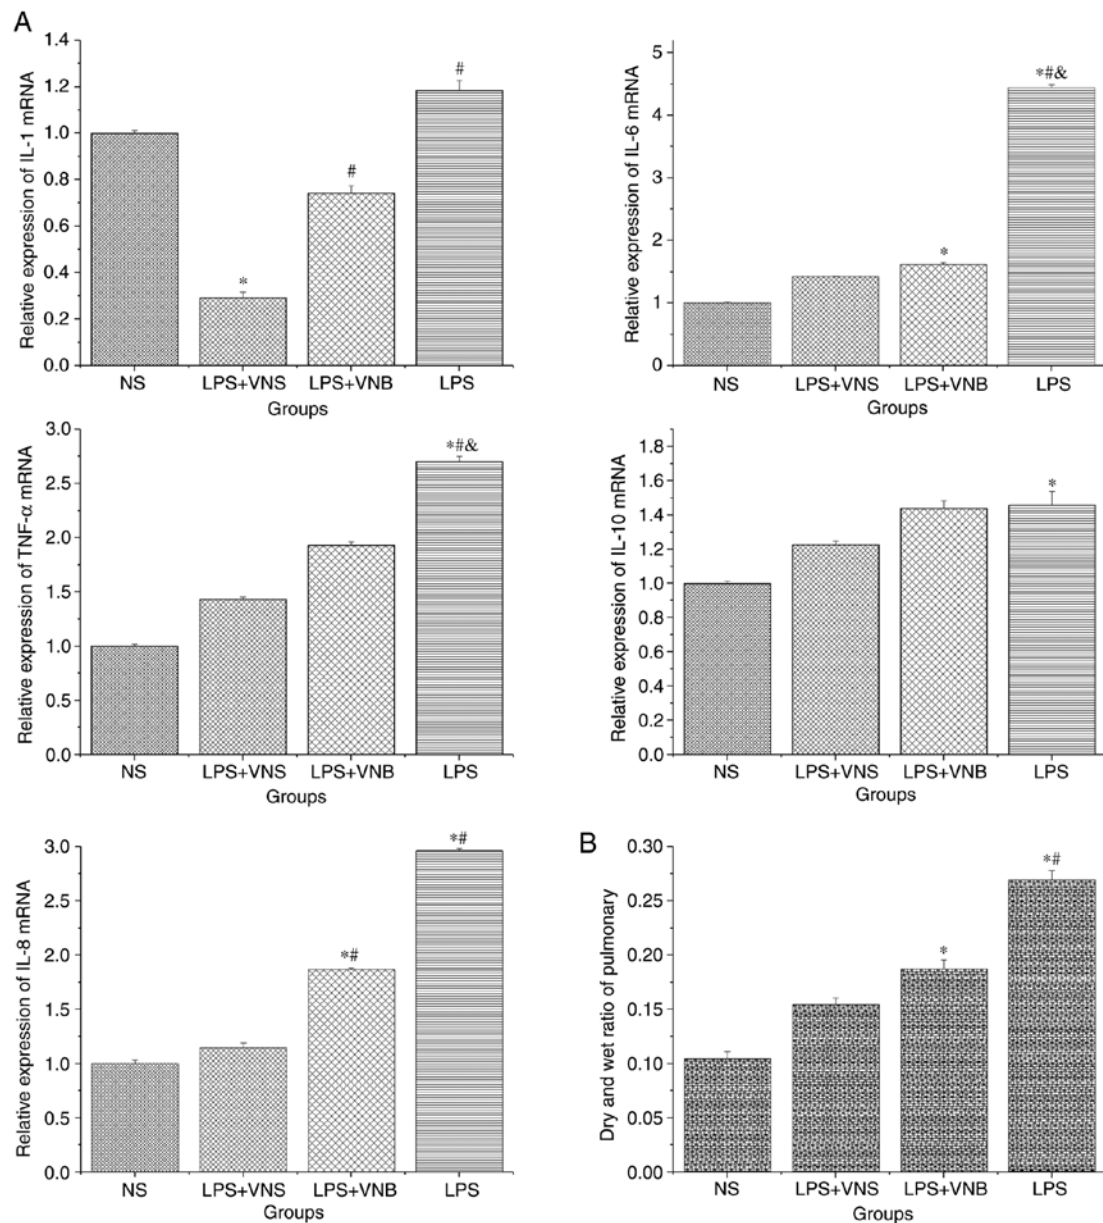 A
Relative expression of IL-1 mRNA
1.4
1.2
1.0
0.8
0.6
0.4
0.2
0.0
*
#
#
NS
LPS+VNS
LPS+VNB
LPS
Groups
Relative expression of IL-6 mRNA
5
4
3
2
1
0
*
*#&
NS
LPS+VNS
LPS+VNB
LPS
Groups
Relative expression of TNF-α mRNA
3.0
2.5
2.0
1.5
1.0
0.5
0.0
*#&
NS
LPS+VNS
LPS+VNB
LPS
Groups
Relative expression of IL-10 mRNA
1.8
1.6
1.4
1.2
1.0
0.8
0.6
0.4
0.2
0.0
*
NS
LPS+VNS
LPS+VNB
LPS
Groups
Relative expression of IL-8 mRNA
3.0
2.5
2.0
1.5
1.0
0.5
0.0
*#
*#
NS
LPS+VNS
LPS+VNB
LPS
Groups
B
Dry and wet ratio of pulmonary
0.30
0.25
0.20
0.15
0.10
0.05
0.00
*
*#
NS
LPS+VNS
LPS+VNB
LPS
Groups